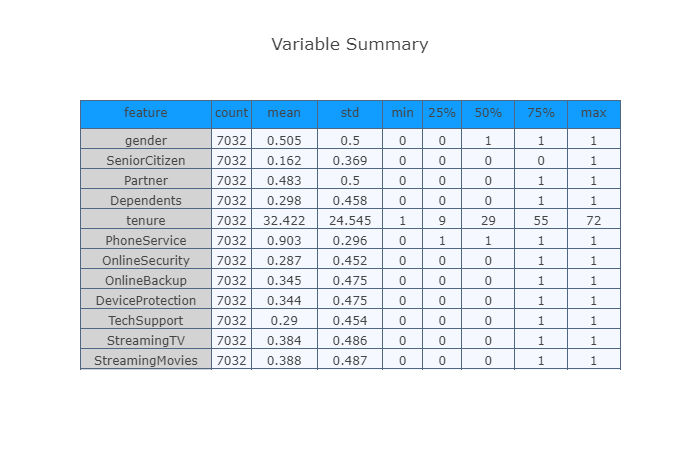 Variable Summary
feature count mean std min 25% 50% 75% max
gender 7032 0.505 0.5 0 0 1 1 1
SeniorCitizen 7032 0.162 0.369 0 0 0 0 1
Partner 7032 0.483 0.5 0 0 0 1 1
Dependents 7032 0.298 0.458 0 0 0 1 1
tenure 7032 32.422 24.545 1 9 29 55 72
PhoneService 7032 0.903 0.296 0 1 1 1 1
OnlineSecurity 7032 0.287 0.452 0 0 0 1 1
OnlineBackup 7032 0.345 0.475 0 0 0 1 1
DeviceProtection 7032 0.344 0.475 0 0 0 1 1
TechSupport 7032 0.29 0.454 0 0 0 1 1
StreamingTV 7032 0.384 0.486 0 0 0 1 1
StreamingMovies 7032 0.388 0.487 0 0 0 1 1